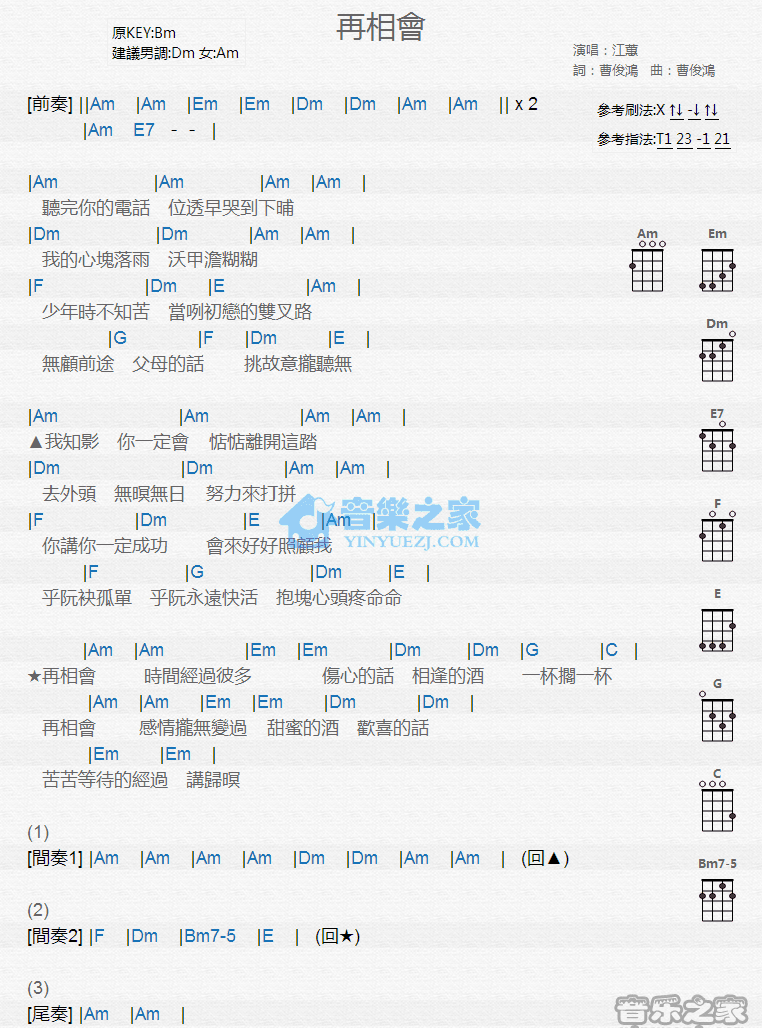 再相會
原KEY:Bm
建議男調:Dm 女:Am
演唱：江蕙
詞：曹俊鴻 曲：曹俊鴻
[前奏] ||Am |Am |Em |Em |Dm |Dm |Am |Am || x 2
|Am E7 - - |
參考刷法:X ↑↓ -↓ ↑↓
參考指法:T1 23 -1 21
|Am |Am |Am |Am |
聽完你的電話 位透早哭到下晡
|Dm |Dm |Am |Am |
我的心塊落雨 沃甲澹糊糊
|F |Dm |E |Am |
少年時不知苦 當咧初戀的雙叉路
|G |F |Dm |E |
無顧前途 父母的話 挑故意攏聽無
|Am |Am |Am |Am |
▲我知影 你一定會 惦惦離開這踏
|Dm |Dm |Am |Am |
去外頭 無暝無日 努力來打拼
|F |Dm |E |Am |
你講你一定成功 會來好好照顧我
|F |G |Dm |E |
乎阮袂孤單 乎阮永遠快活 抱塊心頭疼命命
|Am |Am |Em |Em |Dm |Dm |G |C |
★再相會 時間經過彼多 傷心的話 相逢的酒 一杯擱一杯
|Am |Am |Em |Em |Dm |Dm |
再相會 感情攏無變過 甜蜜的酒 歡喜的話
|Em |Em |
苦苦等待的經過 講歸暝
(1)
[間奏1] |Am |Am |Am |Am |Dm |Dm |Am |Am | (回▲)
(2)
[間奏2] |F |Dm |Bm7-5 |E | (回★)
(3)
[尾奏] |Am |Am |
Am Em
Dm
E7
F
E
G
C
Bm7-5
音樂之家
YINYUEZJ.COM
音乐之家